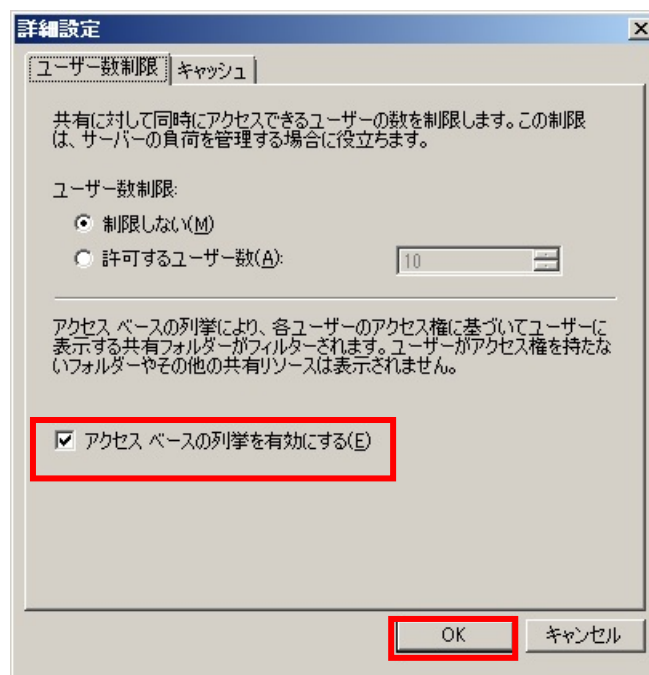 詳細設定
ユーザー数制限 キャッシュ
共有に対して同時にアクセスできるユーザーの数を制限します。この制限
は、サーバーの負荷を管理する場合に役立ちます。
ユーザー数制限:
制限しない(M)
許可するユーザー数(A): 10
アクセス ベースの列挙により、各ユーザーのアクセス権に基づいてユーザーに
表示する共有フォルダーがフィルターされます。ユーザーがアクセス権を持たな
いフォルダーやその他の共有リソースは表示されません。
アクセス ベースの列挙を有効にする(E)
OK キャンセル